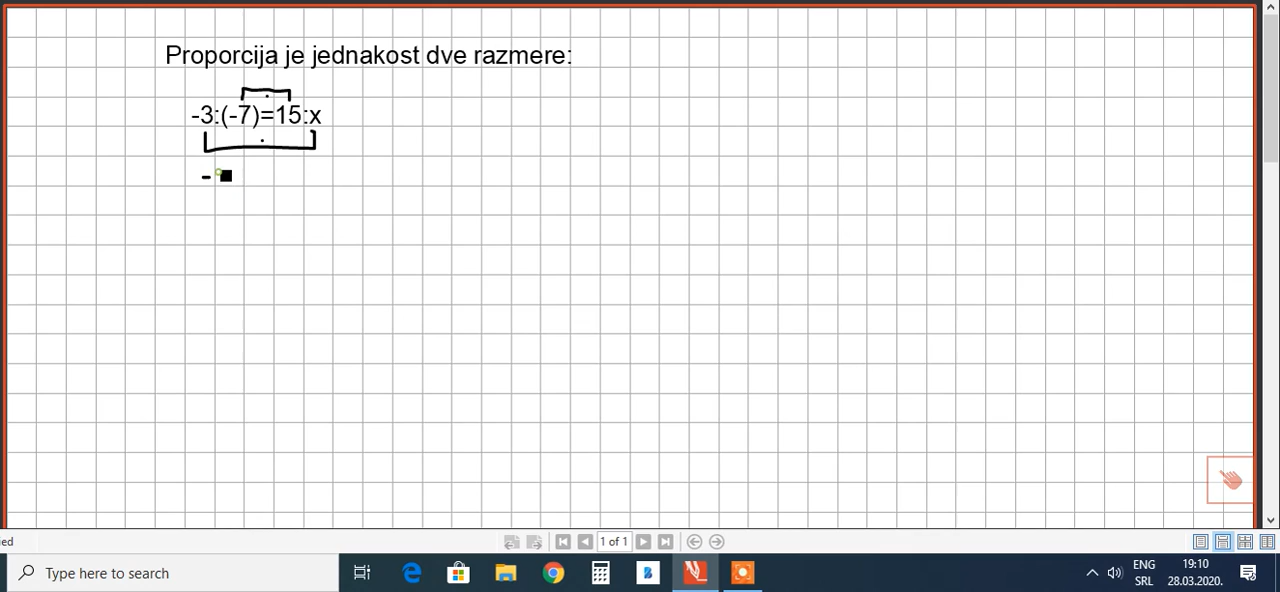 Proporcija je jednakost dve razmere:
-3:(-7)=15:x
-
ied
1 of 1
Type here to search
ENG
SRL
19:10
28.03.2020.